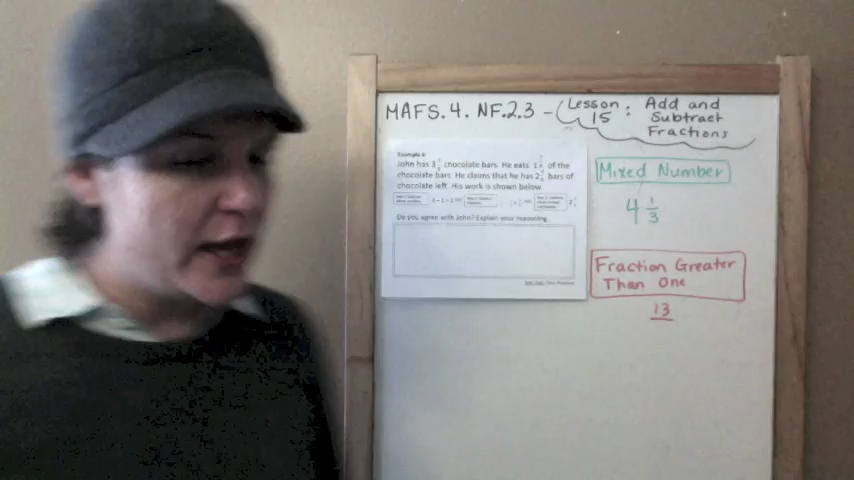 MAFS.4.NF.2.3 - Lesson 15: Add and Subtract Fractions
Example 6:
John has 3 chocolate bars. He eats 1 of the
chocolate bars. He claims that he has 2 bars of
chocolate left. His work is shown below
Do you agree with John? Explain your reasoning.
Mixed Number
4 1/3
Fraction Greater
Than One
13